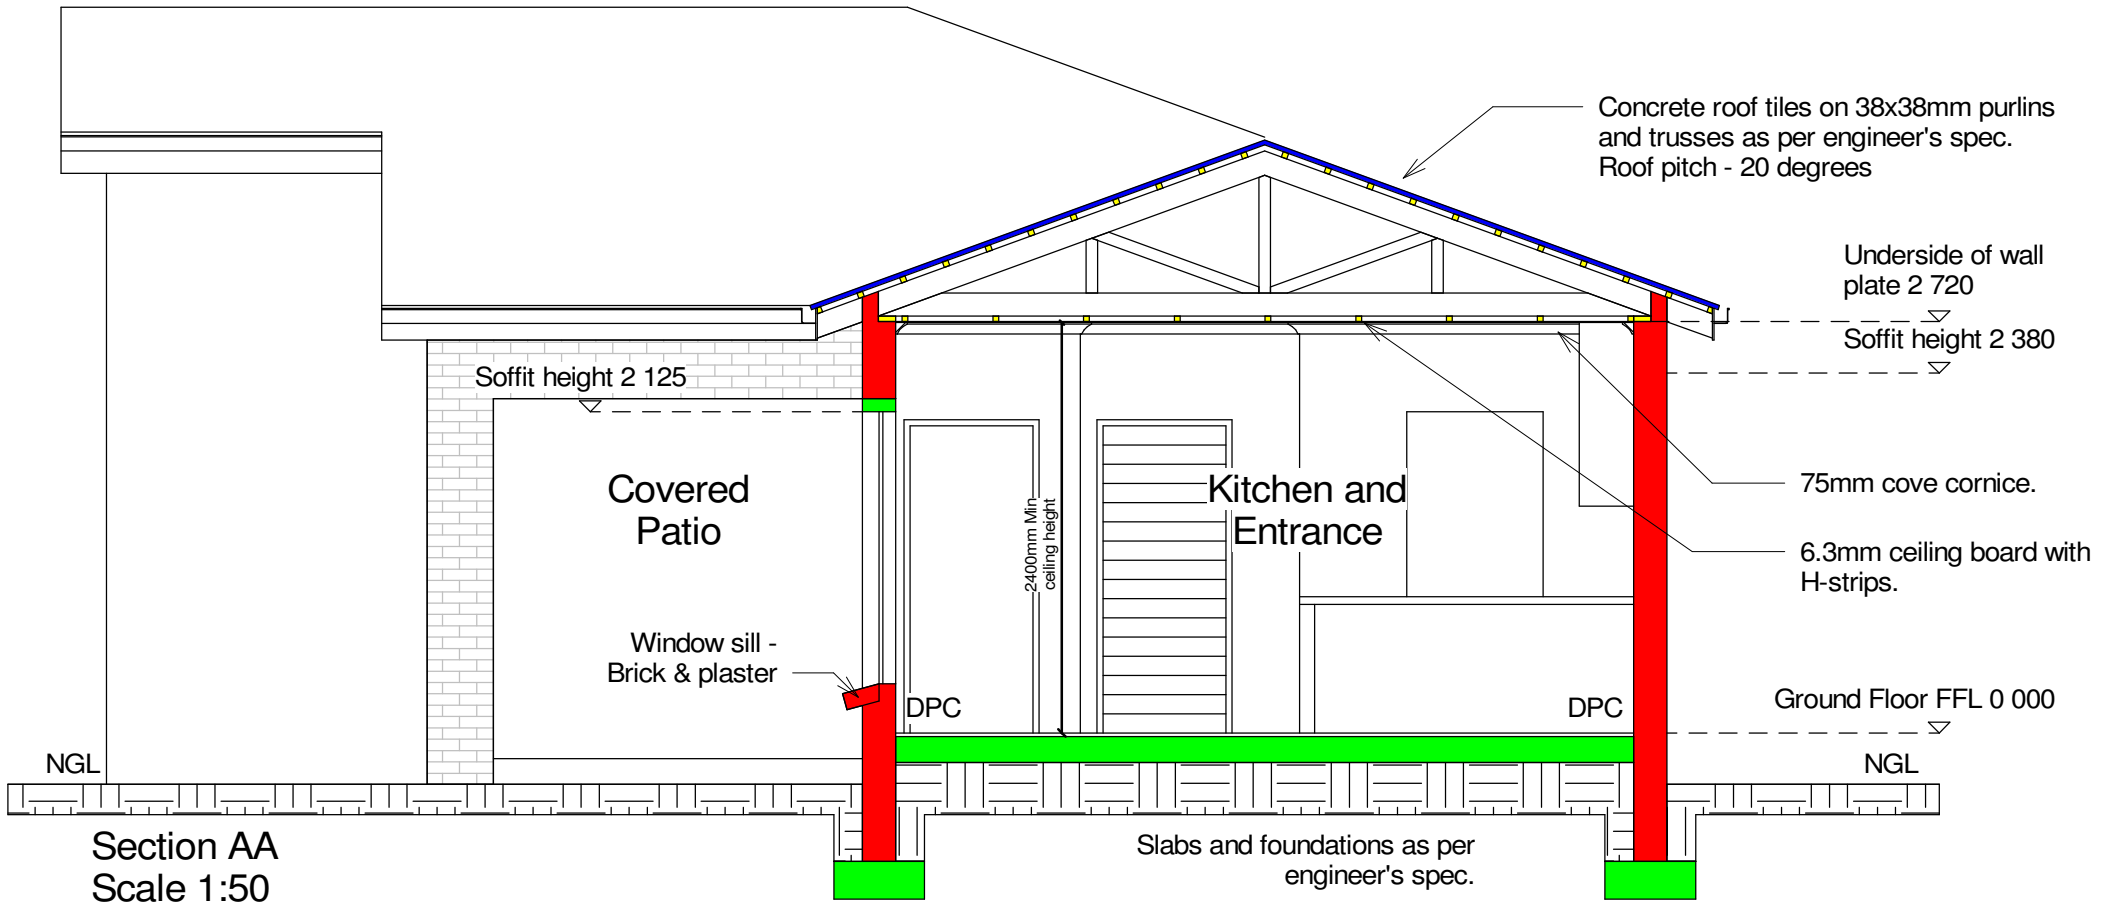 Concrete roof tiles on 38x38mm purlins
and trusses as per engineer's spec.
Roof pitch - 20 degrees
Underside of wall
plate 2 720
Soffit height 2 380
Soffit height 2 125
Covered
Patio
2400mm Min
ceiling height
Kitchen and
Entrance
75mm cove cornice.
6.3mm ceiling board with
H-strips.
Window sill -
Brick & plaster
DPC
DPC
Ground Floor FFL 0 000
NGL
NGL
Section AA
Scale 1:50
Slabs and foundations as per
engineer's spec.